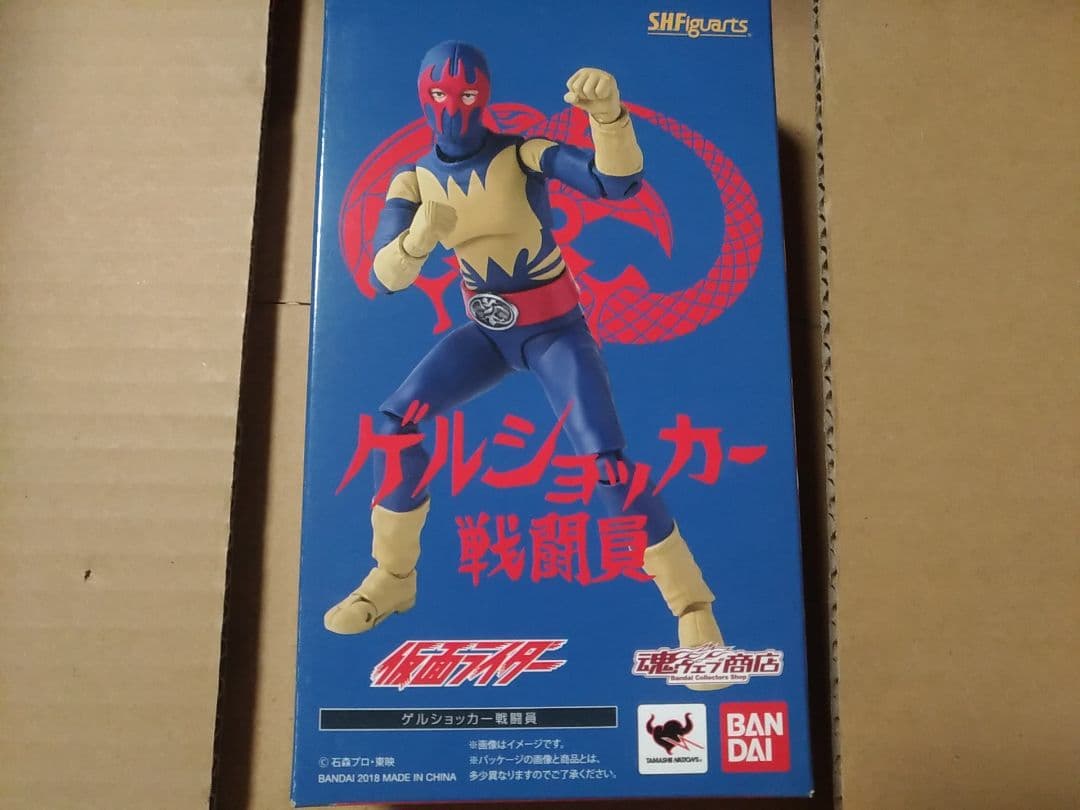 S.H.Figuarts
ゲルショッカー
戦闘員
仮面ライダー
魂ウェブ商店
Bandai Collectors Shop
ゲルショッカー戦闘員
©石森プロ・東映
BANDAI 2018 MADE IN CHINA
※画像はイメージです。
※パッケージの画像と商品とは、
多少異なりますのでご了承ください。
TAMASHII NATIONS
BAN
DAI